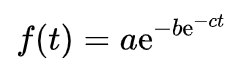 f(t) = ae^{-be^{-ct}}